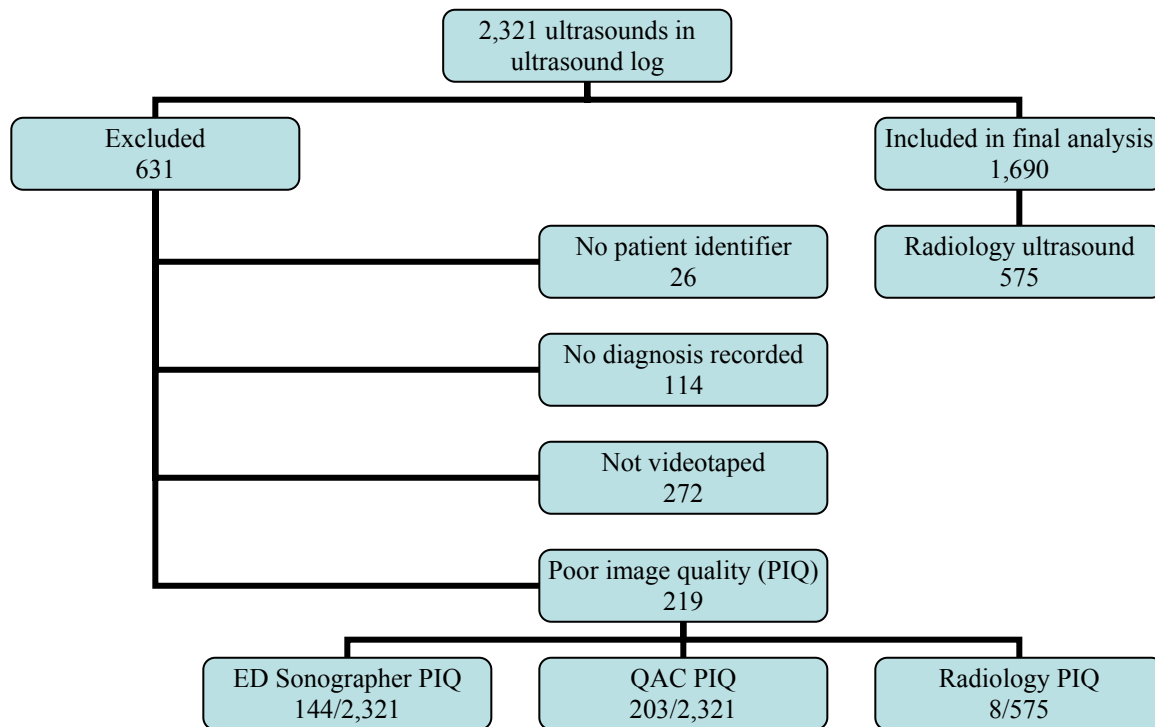 2,321 ultrasounds in
ultrasound log
Excluded
631
Included in final analysis
1,690
No patient identifier
26
Radiology ultrasound
575
No diagnosis recorded
114
Not videotaped
272
Poor image quality (PIQ)
219
ED Sonographer PIQ
144/2,321
QAC PIQ
203/2,321
Radiology PIQ
8/575